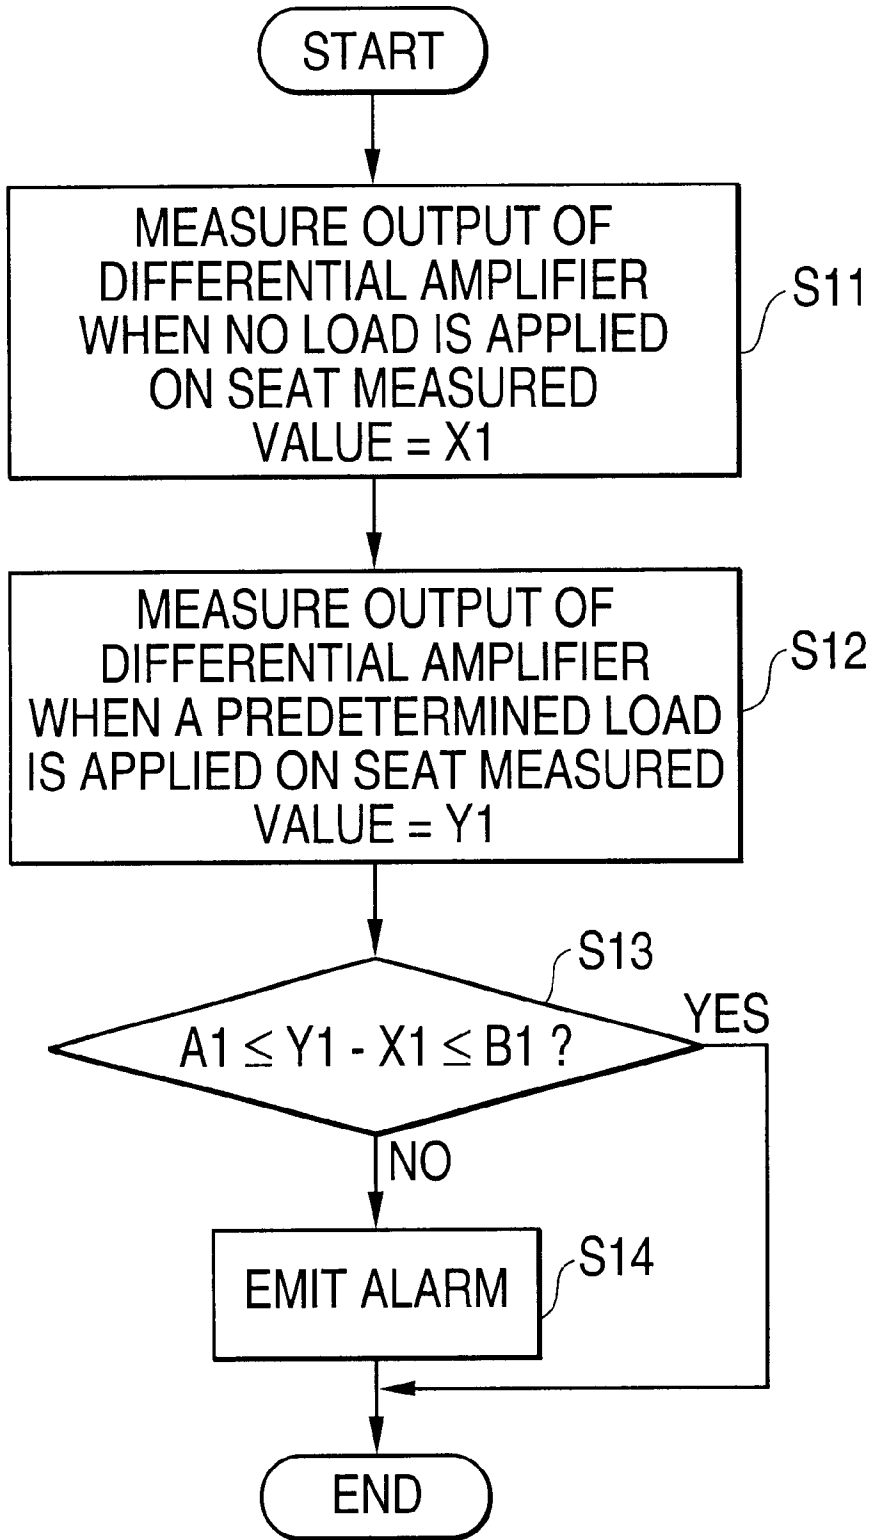 START
MEASURE OUTPUT OF
DIFFERENTIAL AMPLIFIER
WHEN NO LOAD IS APPLIED
ON SEAT MEASURED
VALUE = X1
S11
MEASURE OUTPUT OF
DIFFERENTIAL AMPLIFIER
WHEN A PREDETERMINED LOAD
IS APPLIED ON SEAT MEASURED
VALUE = Y1
S12
S13
A1 ≤ Y1 - X1 ≤ B1 ?
YES
NO
EMIT ALARM
S14
END